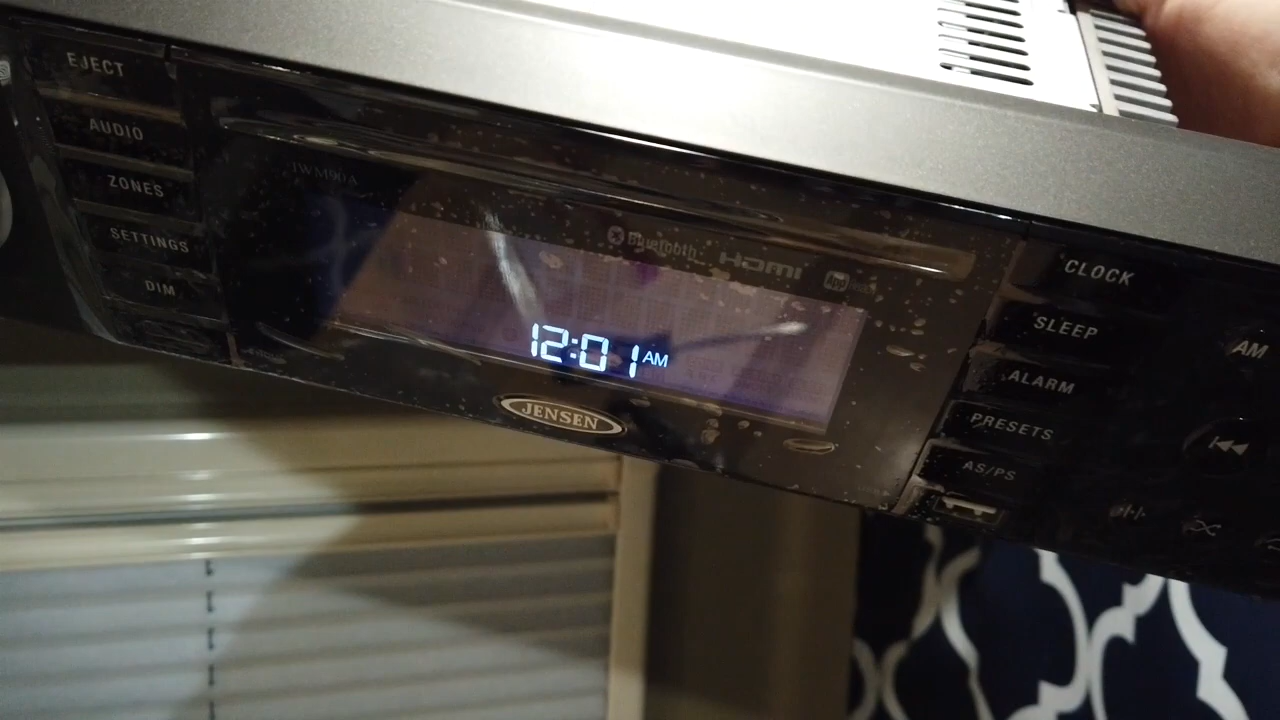 EJECT
AUDIO
ZONES
SETTINGS
DIM
JWM90A
Bluetooth
HDMI
App
12:01 AM
JENSEN
CLOCK
SLEEP
ALARM
PRESETS
AS/PS
AM